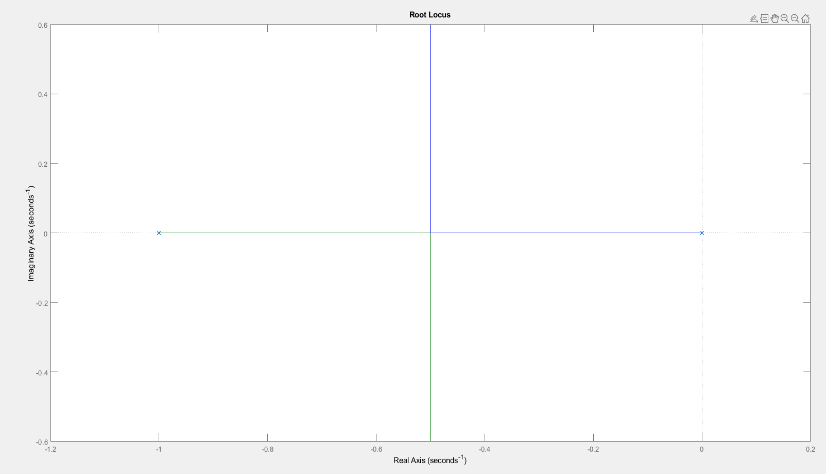 Root Locus
0.6
0.4
0.2
0
-0.2
-0.4
-0.6
Imaginary Axis (seconds⁻¹)
-1.2 -1 -0.8 -0.6 -0.4 -0.2 0 0.2
Real Axis (seconds⁻¹)